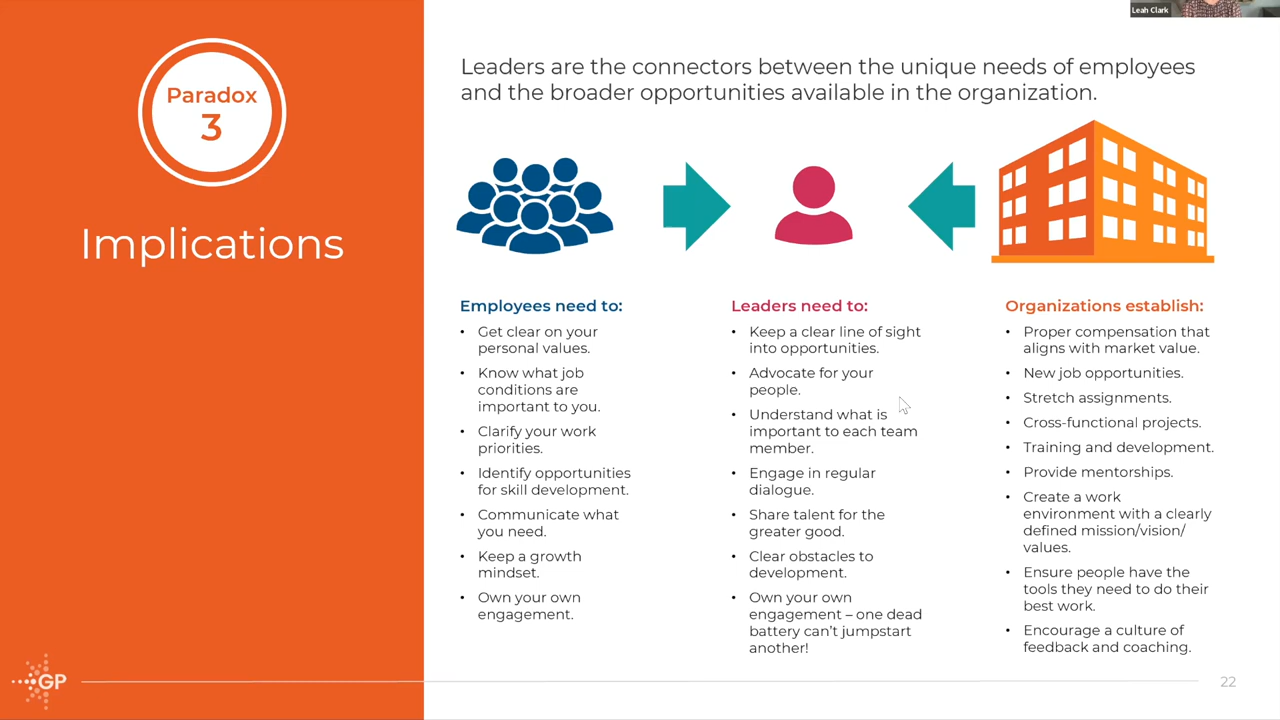 Leah Clark
Paradox
3
Implications
Leaders are the connectors between the unique needs of employees
and the broader opportunities available in the organization.
Employees need to:
• Get clear on your
personal values.
• Know what job
conditions are
important to you.
• Clarify your work
priorities.
• Identify opportunities
for skill development.
• Communicate what
you need.
• Keep a growth
mindset.
• Own your own
engagement.
Leaders need to:
• Keep a clear line of sight
into opportunities.
• Advocate for your
people.
• Understand what is
important to each team
member.
• Engage in regular
dialogue.
• Share talent for the
greater good.
• Clear obstacles to
development.
• Own your own
engagement – one dead
battery can’t jumpstart
another!
Organizations establish:
• Proper compensation that
aligns with market value.
• New job opportunities.
• Stretch assignments.
• Cross-functional projects.
• Training and development.
• Provide mentorships.
• Create a work
environment with a clearly
defined mission/vision/
values.
• Ensure people have the
tools they need to do their
best work.
• Encourage a culture of
feedback and coaching.
GP
22